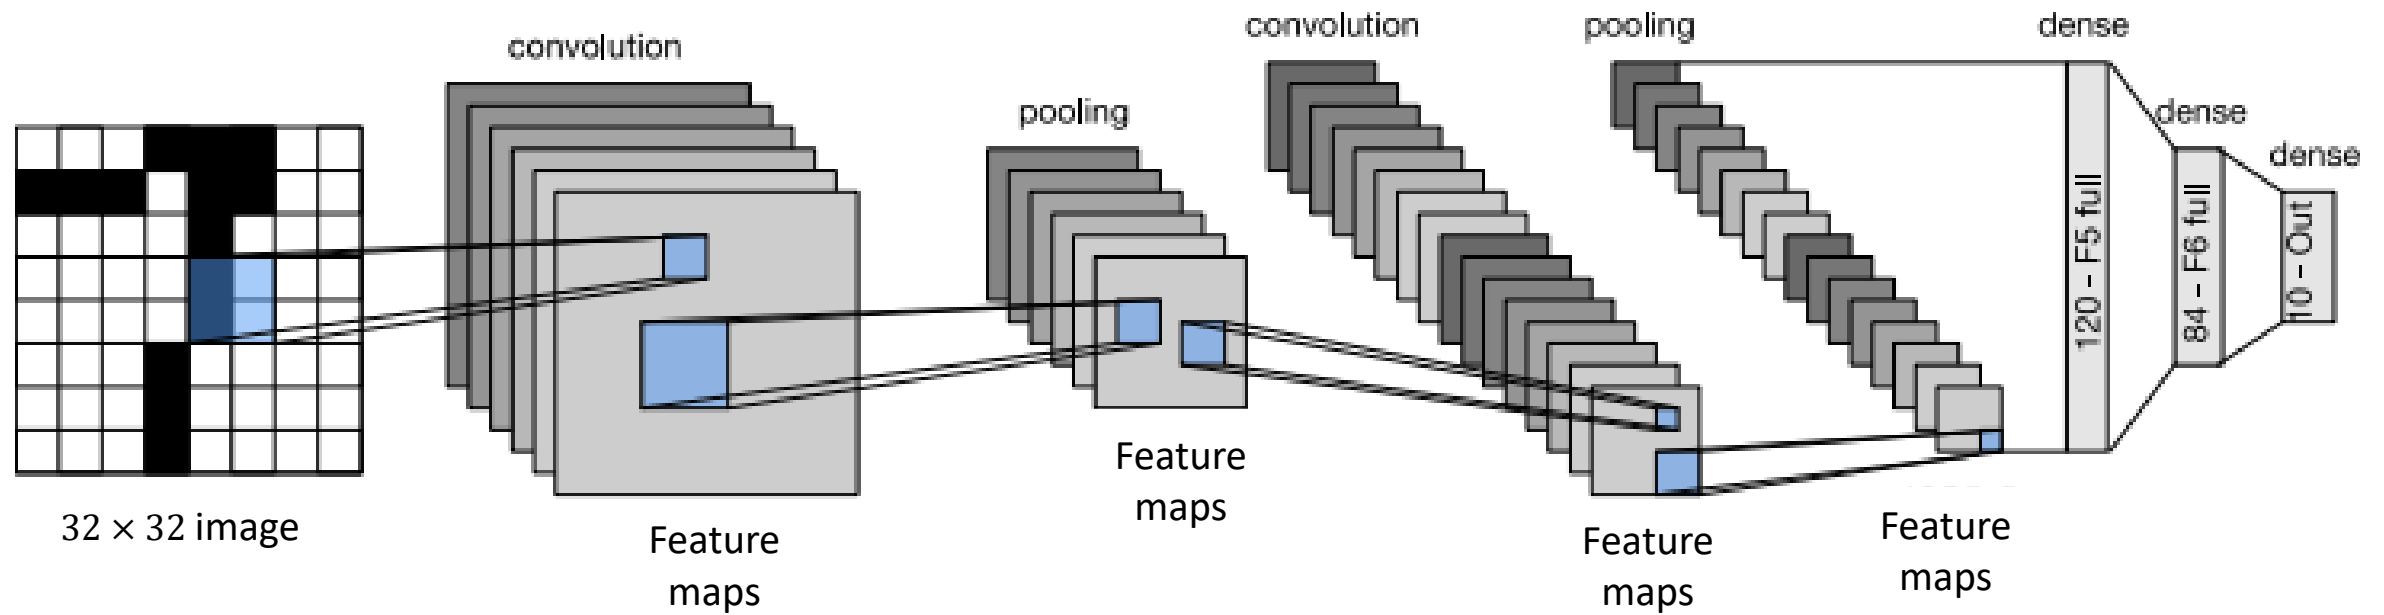 convolution
pooling
convolution
pooling
dense
dense
dense
120 - F5 full
84 - F6 full
10 - Out
32 × 32 image
Feature
maps
Feature
maps
Feature
maps
Feature
maps